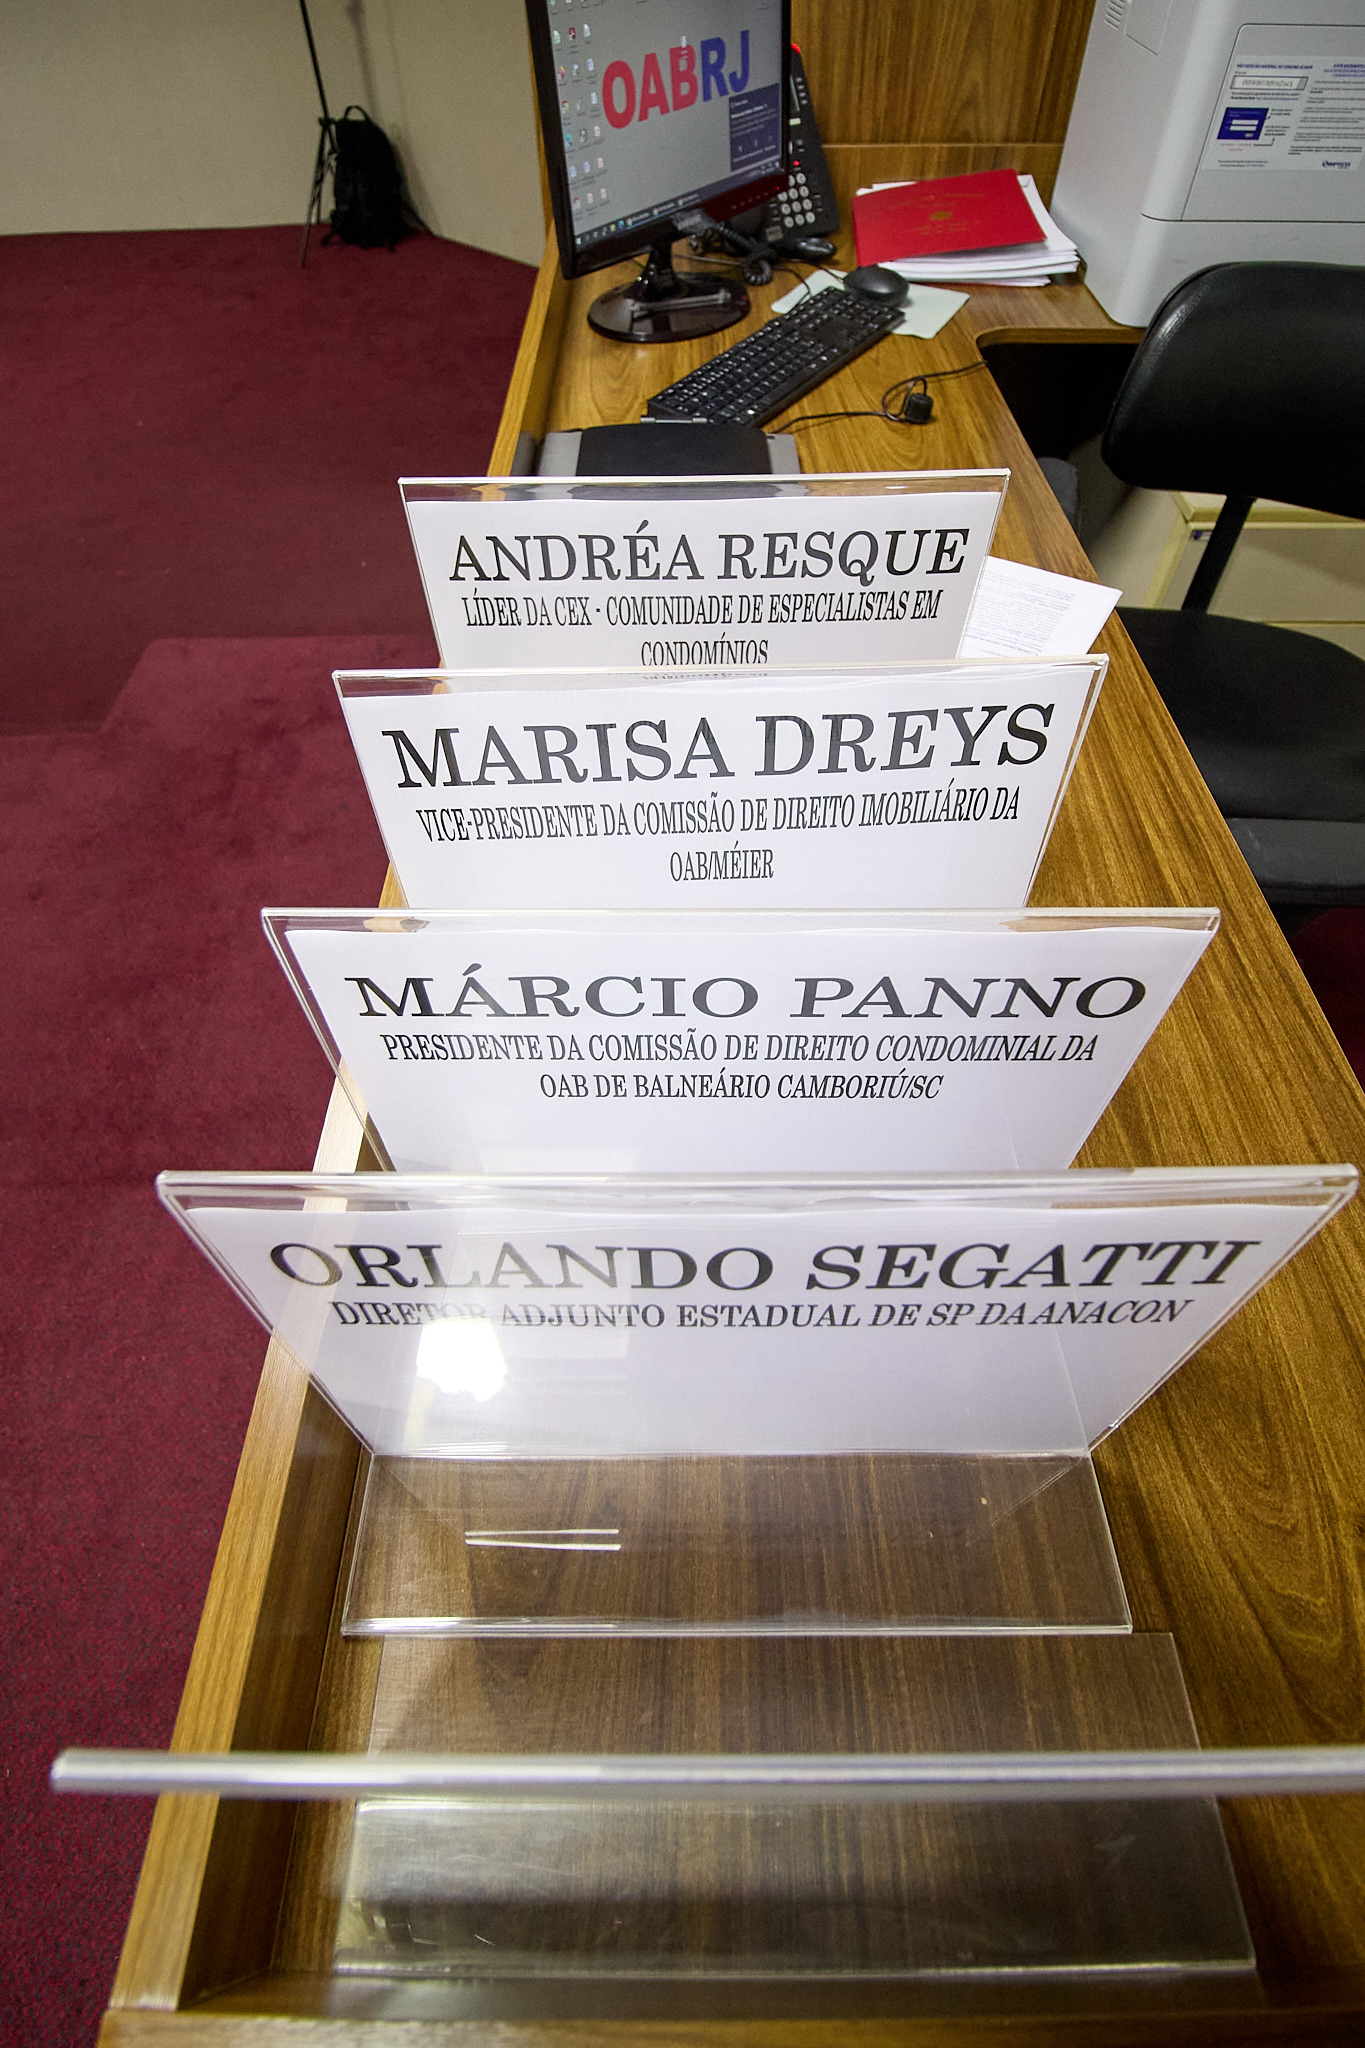 OABRJ
ANDRÉA RESQUE
LÍDER DA CEX - COMUNIDADE DE ESPECIALISTAS EM
CONDOMÍNIOS
MARISA DREYS
VICE-PRESIDENTE DA COMISSÃO DE DIREITO IMOBILIÁRIO DA
OAB/MÉIER
MÁRCIO PANNO
PRESIDENTE DA COMISSÃO DE DIREITO CONDOMINIAL DA
OAB DE BALNEÁRIO CAMBORIÚ/SC
ORLANDO SEGATTI
DIRETOR ADJUNTO ESTADUAL DE SP DA ANACON